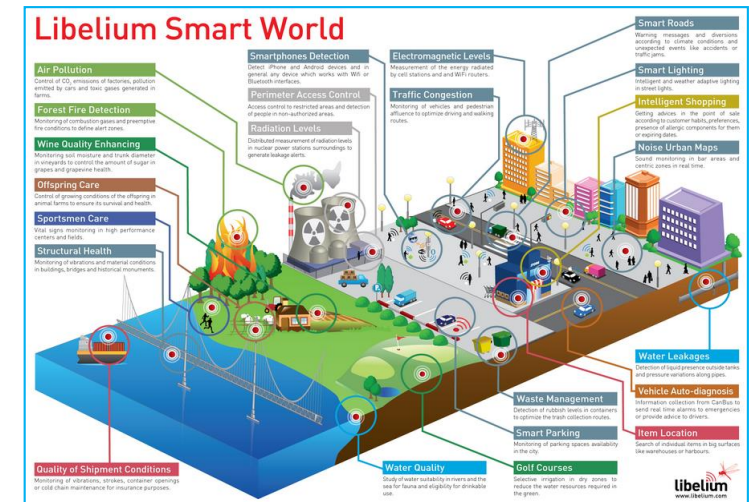 Libelium Smart World
Air Pollution
Control of CO₂ emissions of factories, pollution
emitted by cars and toxic gases generated in
farms.
Forest Fire Detection
Monitoring of combustion gases and preemptive
fire conditions to define alert zones.
Wine Quality Enhancing
Monitoring soil moisture and trunk diameter
in vineyards to control the amount of sugar in
grapes and grapevine health.
Offspring Care
Control of growing conditions of the offspring in
animal farms to ensure its survival and health.
Sportsmen Care
Vital signs monitoring in high performance
centers and fields.
Structural Health
Monitoring of vibrations and material conditions
in buildings, bridges and historical monuments.
Quality of Shipment Conditions
Monitoring of vibrations, strokes, container openings
or cold chain maintenance for insurance purposes.
Smartphones Detection
Detect iPhone and Android devices and in
general any device which works with Wifi or
Bluetooth interfaces.
Perimeter Access Control
Access control to restricted areas and detection
of people in non-authorized areas.
Radiation Levels
Distributed measurement of radiation levels
in nuclear power stations surroundings to
generate leakage alerts.
Electromagnetic Levels
Measurement of the energy radiated
by cell stations and and WiFi routers.
Traffic Congestion
Monitoring of vehicles and pedestrian
affluence to optimize driving and walking
routes.
Smart Roads
Warning messages and diversions
according to climate conditions and
unexpected events like accidents or
traffic jams.
Smart Lighting
Intelligent and weather adaptive lighting
in street lights.
Intelligent Shopping
Getting advices in the point of sale
according to customer habits, preferences,
presence of allergic components for them
or expiring dates.
Noise Urban Maps
Sound monitoring in bar areas and
centric zones in real time.
Water Leakages
Detection of liquid presence outside tanks
and pressure variations along pipes.
Vehicle Auto-diagnosis
Information collection from CanBus to
send real time alarms to emergencies
or provide advice to drivers.
Item Location
Search of individual items in big surfaces
like warehouses or harbours.
Waste Management
Detection of rubbish levels in containers
to optimize the trash collection routes.
Smart Parking
Monitoring of parking spaces availability
in the city.
Golf Courses
Selective irrigation in dry zones to
reduce the water resources required in
the green.
Water Quality
Study of water suitability in rivers and the
sea for fauna and eligibility for drinkable
use.
libelium
www.libelium.com